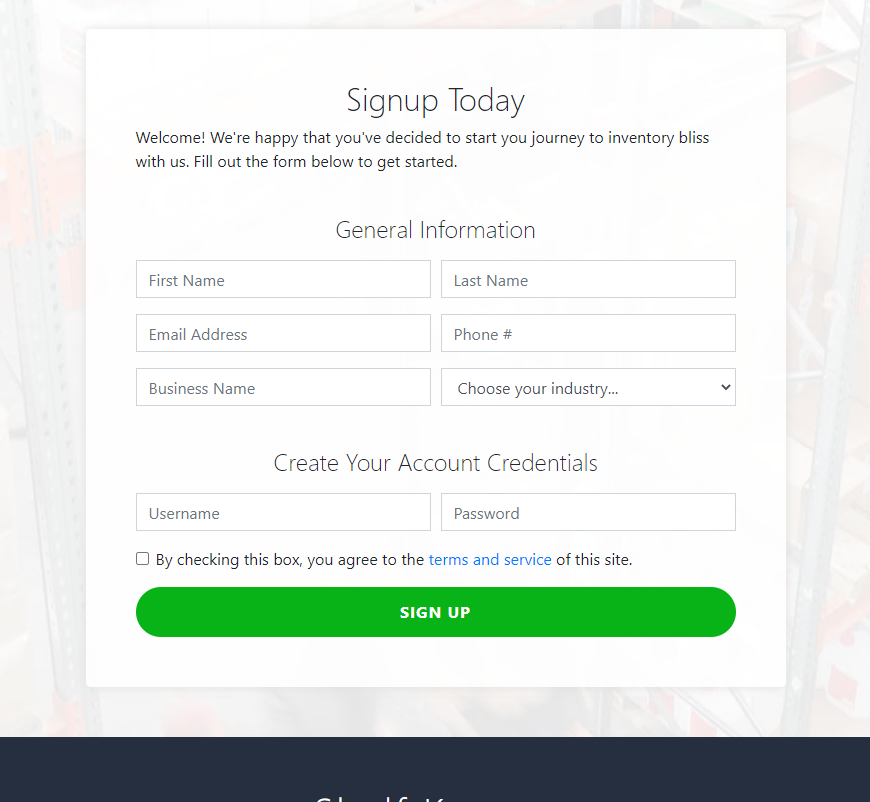 Signup Today
Welcome! We're happy that you've decided to start you journey to inventory bliss
with us. Fill out the form below to get started.
General Information
First Name
Last Name
Email Address
Phone #
Business Name
Choose your industry...
Create Your Account Credentials
Username
Password
By checking this box, you agree to the terms and service of this site.
SIGN UP